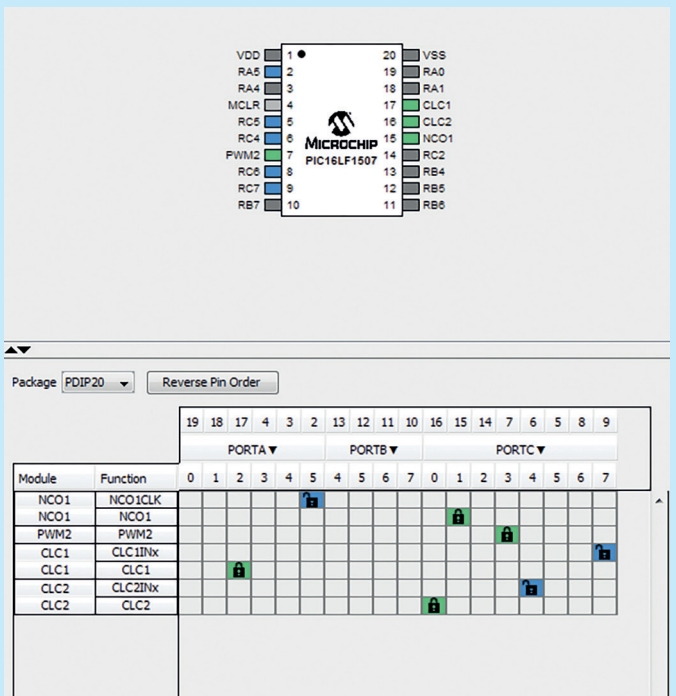 VDD 1 20 VSS
RA5 2 19 RA0
RA4 3 18 RA1
MCLR 4 17 CLC1
RC5 5 16 CLC2
RC4 6 MICROCHIP 15 NCO1
PWM2 7 PIC16LF1507 14 RC2
RC6 8 13 RB4
RC7 9 12 RB5
RB7 10 11 RB6
Package PDIP20 Reverse Pin Order
19 18 17 4 3 2 13 12 11 10 16 15 14 7 6 5 8 9
PORTA▼ PORTB▼ PORTC▼
Module Function 0 1 2 3 4 5 4 5 6 7 0 1 2 3 4 5 6 7
NCO1 NCO1CLK
NCO1 NCO1
PWM2 PWM2
CLC1 CLC1INx
CLC1 CLC1
CLC2 CLC2INx
CLC2 CLC2